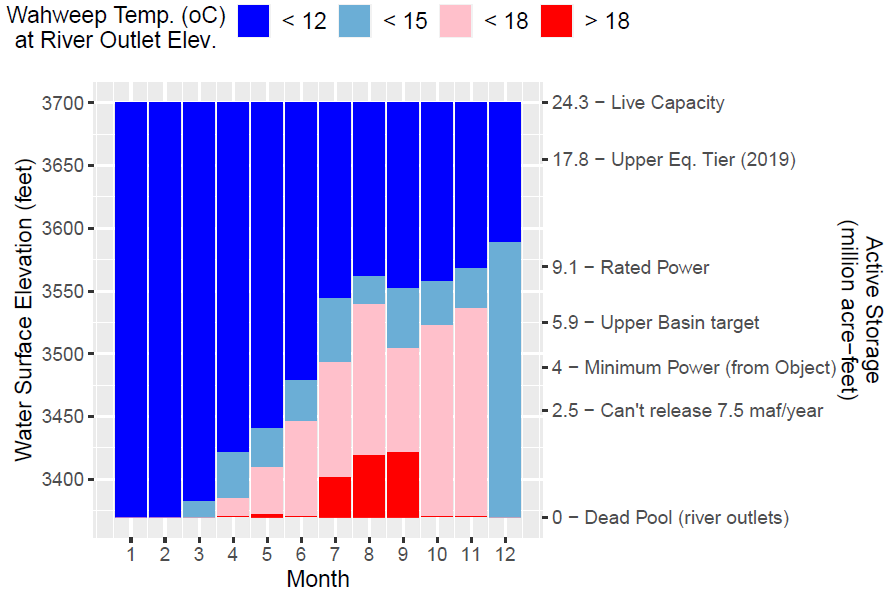 Wahweep Temp. (oC)
at River Outlet Elev.
< 12
< 15
< 18
> 18
Water Surface Elevation (feet)
3700
3650
3600
3550
3500
3450
3400
24.3 − Live Capacity
17.8 − Upper Eq. Tier (2019)
9.1 − Rated Power
5.9 − Upper Basin target
4 − Minimum Power (from Object)
2.5 − Can't release 7.5 maf/year
0 − Dead Pool (river outlets)
Active Storage
(million acre−feet)
1 2 3 4 5 6 7 8 9 10 11 12
Month